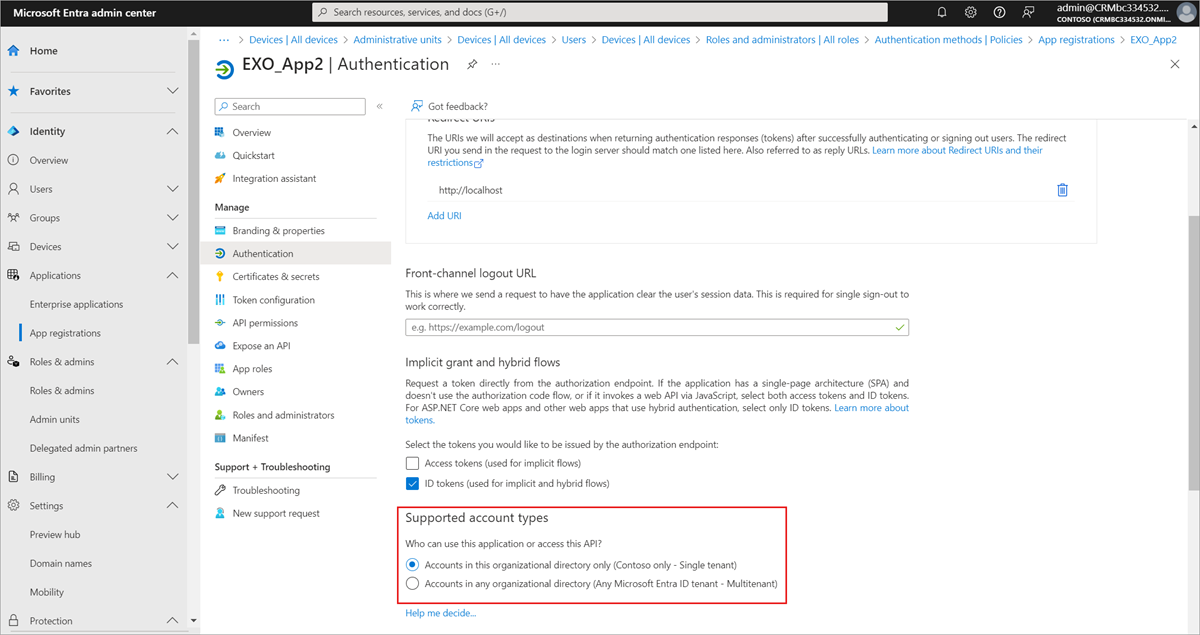 Microsoft Entra admin center
Search resources, services, and docs (G+/)
admin@CRMbc334532....
CONTOSO (CRMBC334532.ONMI...
Home
Favorites
Identity
Overview
Users
Groups
Devices
Applications
Enterprise applications
App registrations
Roles & admins
Roles & admins
Admin units
Delegated admin partners
Billing
Settings
Preview hub
Domain names
Mobility
Protection
··· > Devices | All devices > Administrative units > Devices | All devices > Users > Devices | All devices > Roles and administrators | All roles > Authentication methods | Policies > App registrations > EXO_App2
EXO_App2 | Authentication
···
Search
«
Overview
Quickstart
Integration assistant
Manage
Branding & properties
Authentication
Certificates & secrets
Token configuration
API permissions
Expose an API
App roles
Owners
Roles and administrators
Manifest
Support + Troubleshooting
Troubleshooting
New support request
Got feedback?
Redirect URIs
The URIs we will accept as destinations when returning authentication responses (tokens) after successfully authenticating or signing out users. The redirect
URI you send in the request to the login server should match one listed here. Also referred to as reply URLs. Learn more about Redirect URIs and their
restrictions
http://localhost
Add URI
Front-channel logout URL
This is where we send a request to have the application clear the user's session data. This is required for single sign-out to
work correctly.
e.g. https://example.com/logout
Implicit grant and hybrid flows
Request a token directly from the authorization endpoint. If the application has a single-page architecture (SPA) and
doesn't use the authorization code flow, or if it invokes a web API via JavaScript, select both access tokens and ID tokens.
For ASP.NET Core web apps and other web apps that use hybrid authentication, select only ID tokens. Learn more about
tokens.
Select the tokens you would like to be issued by the authorization endpoint:
Access tokens (used for implicit flows)
ID tokens (used for implicit and hybrid flows)
Supported account types
Who can use this application or access this API?
Accounts in this organizational directory only (Contoso only - Single tenant)
Accounts in any organizational directory (Any Microsoft Entra ID tenant - Multitenant)
Help me decide...